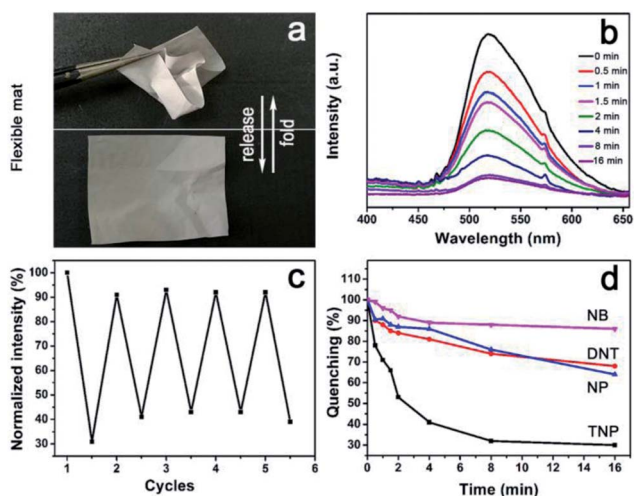 a
Flexible mat
release
fold
b
Intensity (a.u.)
0 min
0.5 min
1 min
1.5 min
2 min
4 min
8 min
16 min
400 450 500 550 600 650
Wavelength (nm)
c
Normalized intensity (%)
100
90
80
70
60
50
40
30
1 2 3 4 5 6
Cycles
d
Quenching (%)
110
100
90
80
70
60
50
40
30
NB
DNT
NP
TNP
0 2 4 6 8 10 12 14 16
Time (min)